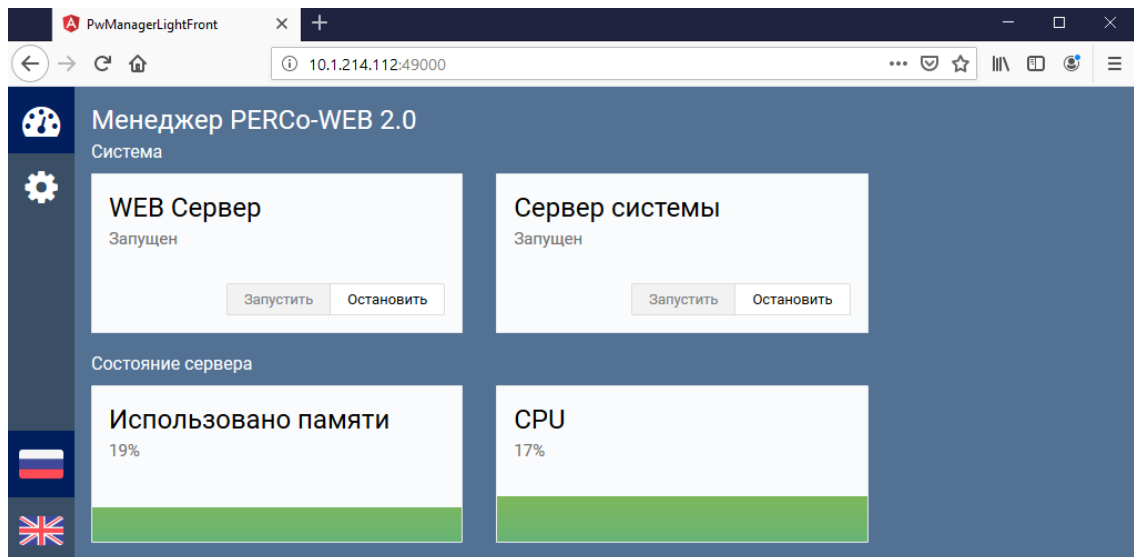 PwManagerLightFront
10.1.214.112:49000
Менеджер PERCo-WEB 2.0
Система
WEB Сервер
Запущен
Запустить Остановить
Сервер системы
Запущен
Запустить Остановить
Состояние сервера
Использовано памяти
19%
CPU
17%